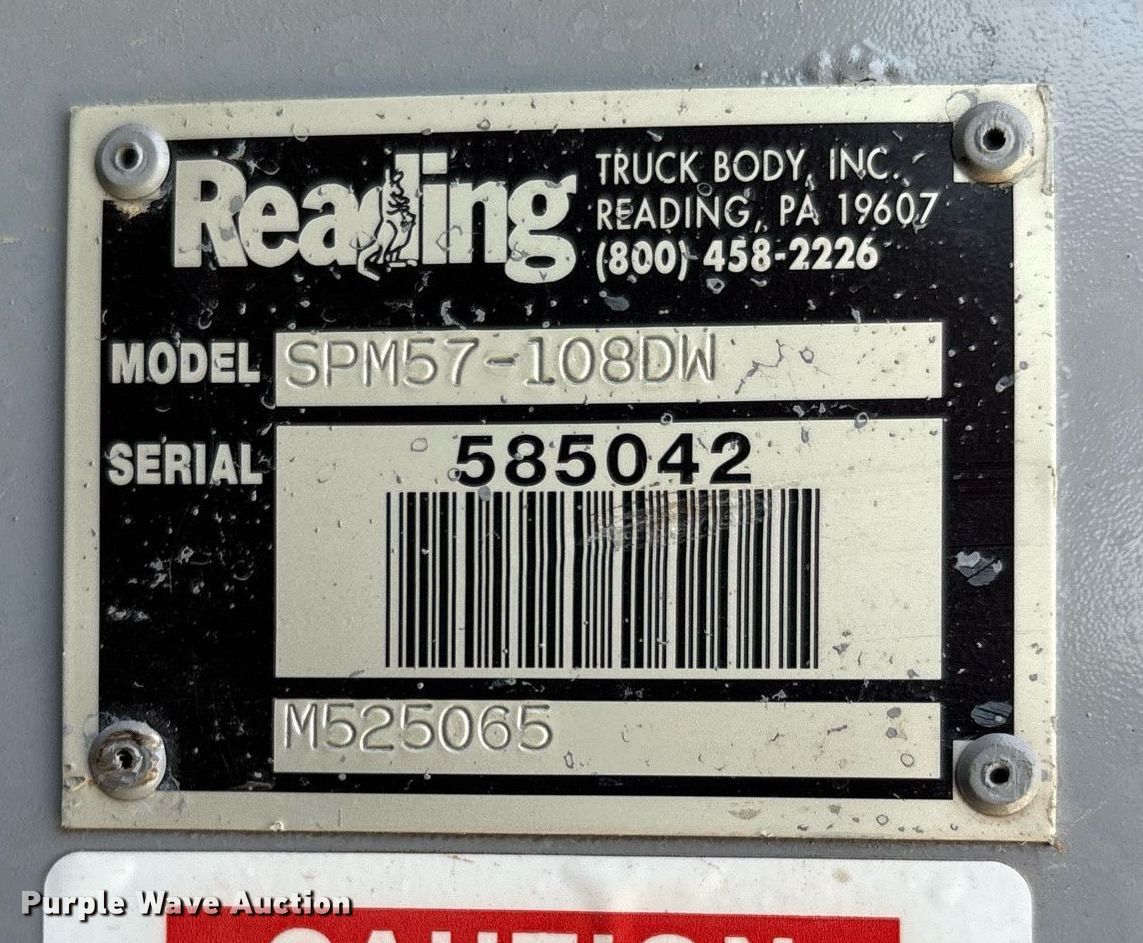 Reading
TRUCK BODY, INC.
READING, PA 19607
(800) 458-2226
MODEL SPM57-108DW
SERIAL 585042
M525065
Purple Wave Auction
CAUTION